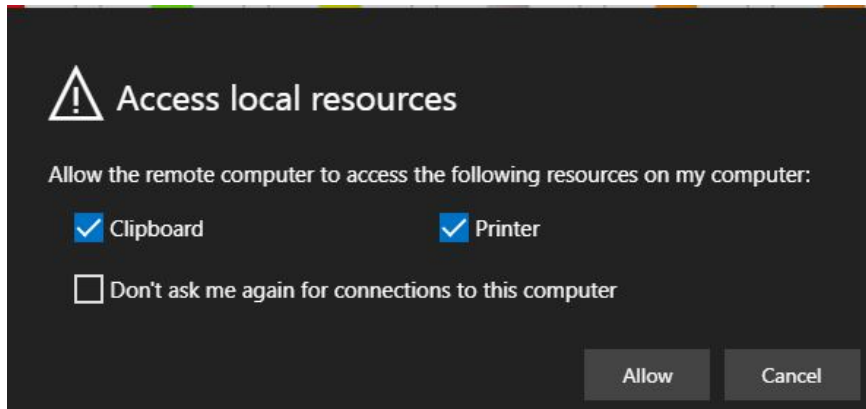 Access local resources
Allow the remote computer to access the following resources on my computer:
Clipboard Printer
Don't ask me again for connections to this computer
Allow Cancel